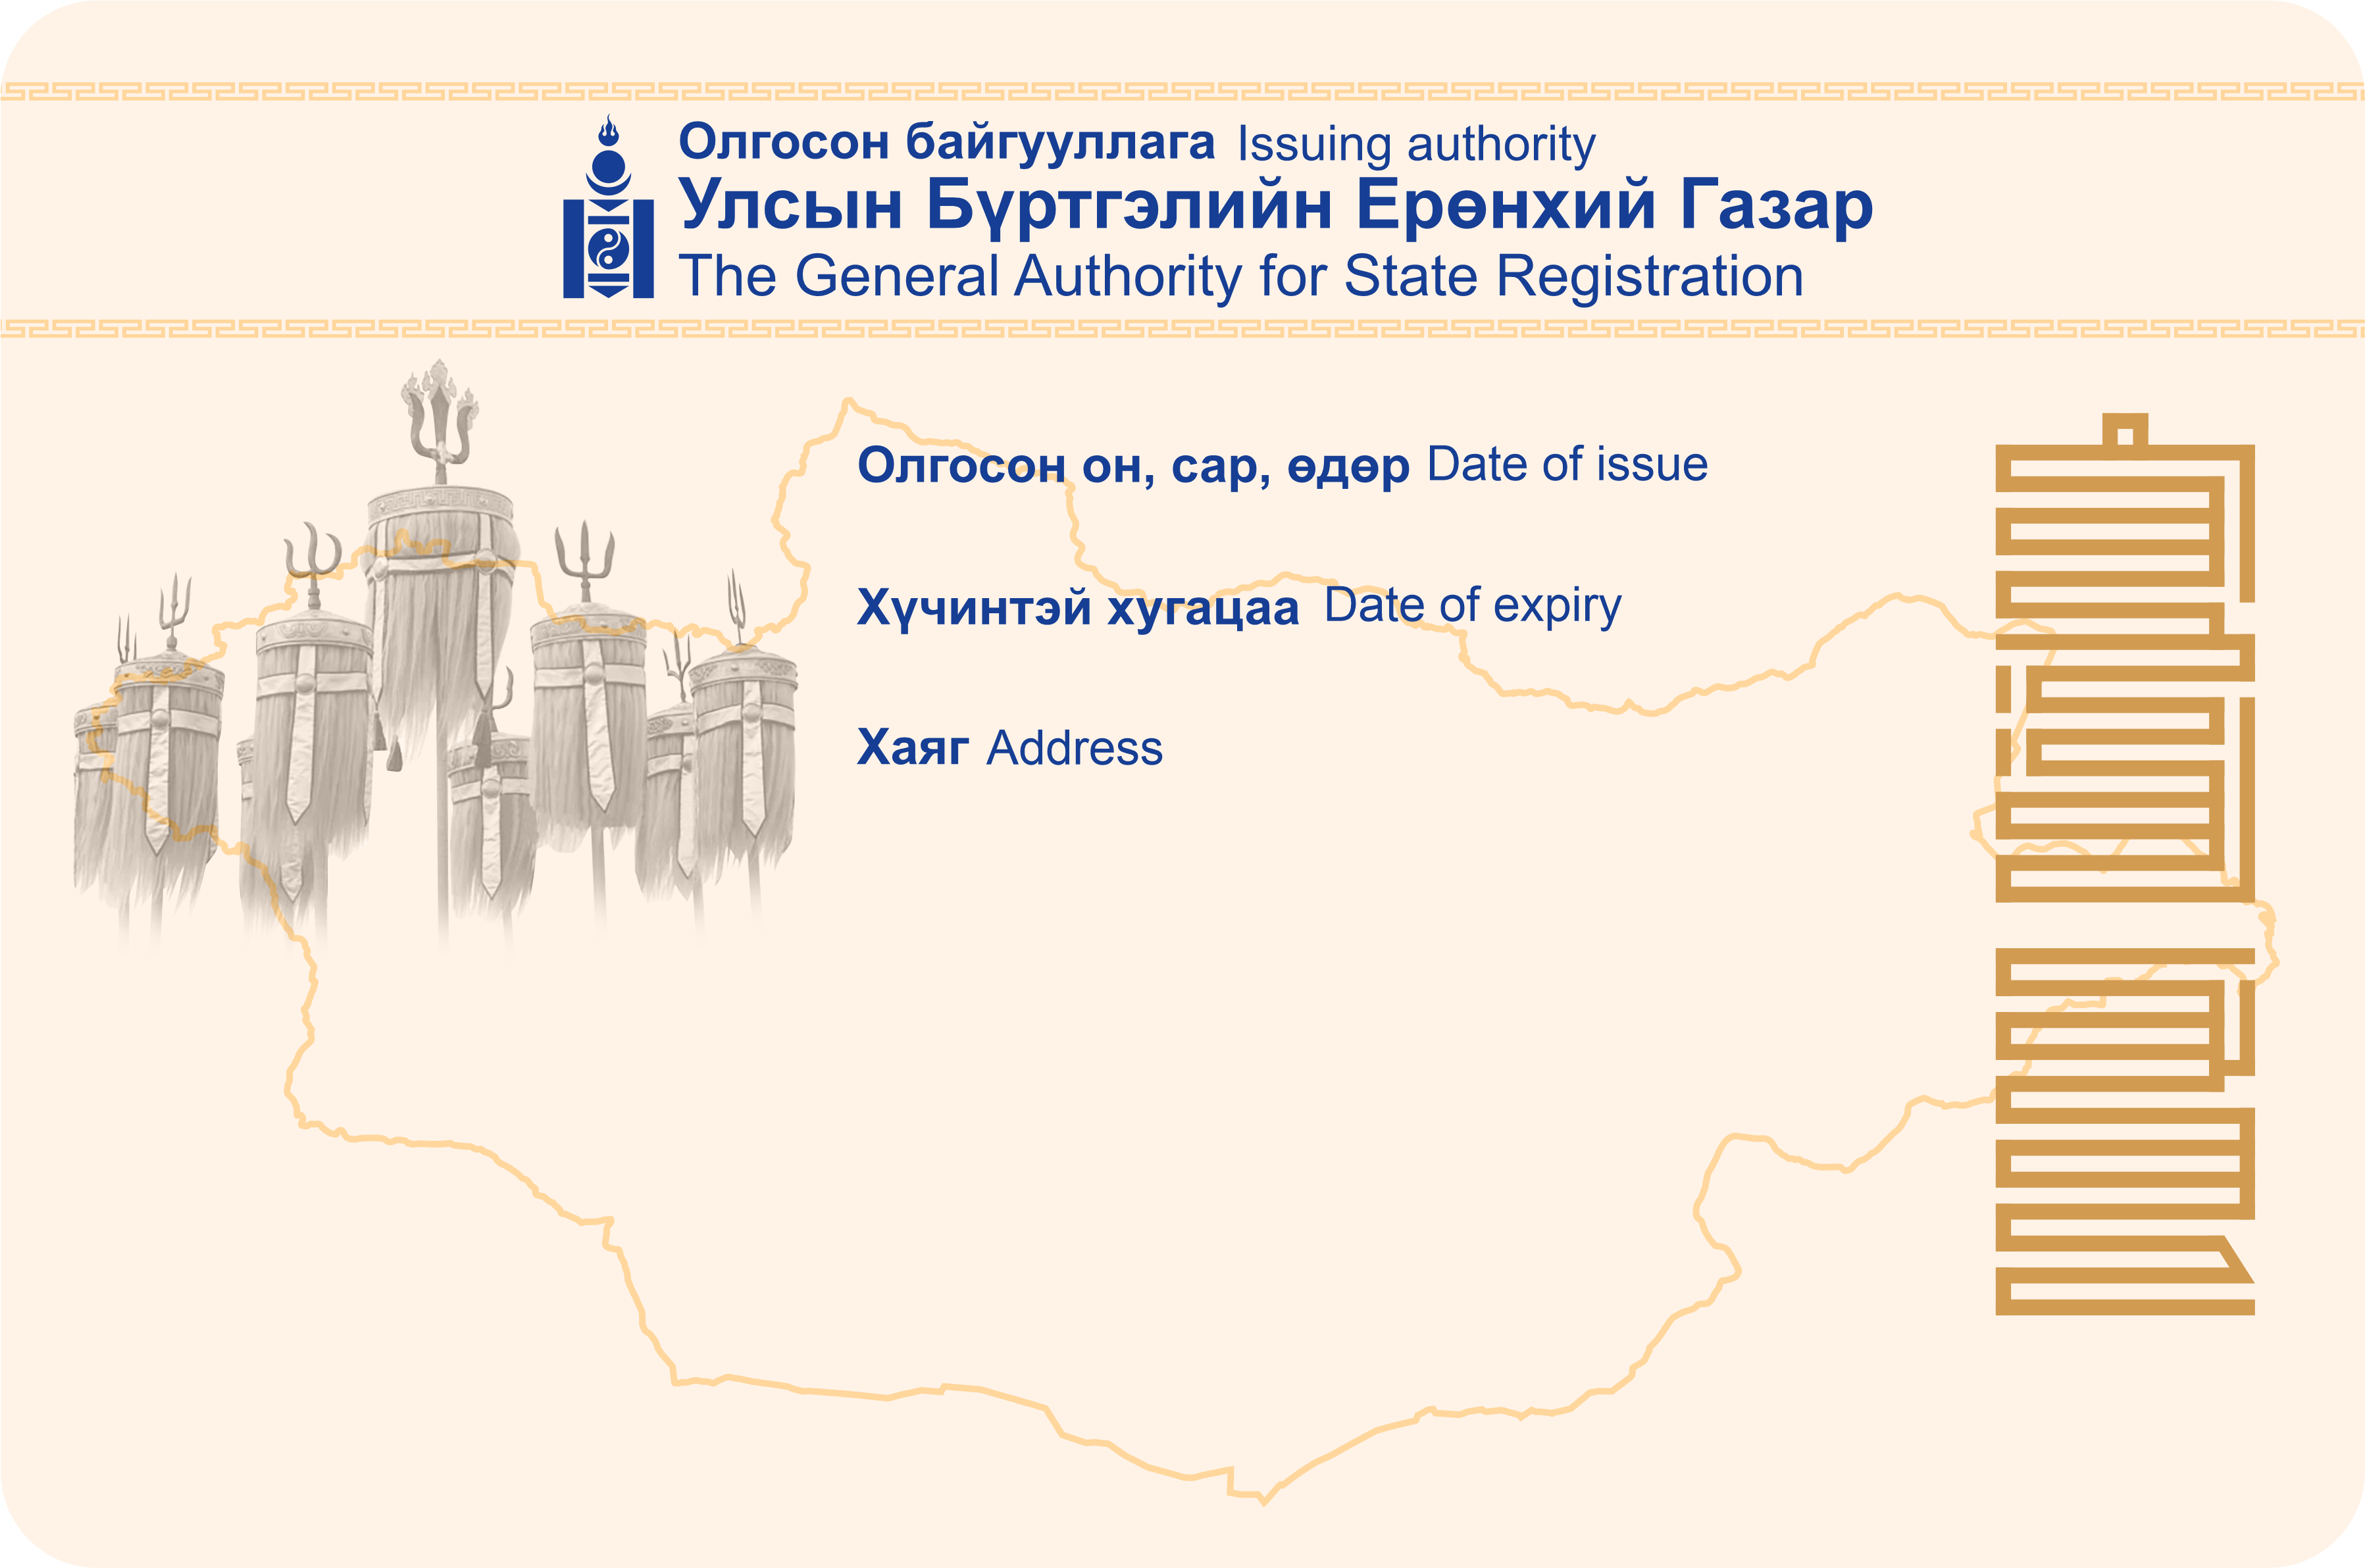 Олгосон байгууллага Issuing authority
Улсын Бүртгэлийн Ерөнхий Газар
The General Authority for State Registration
Олгосон он, сар, өдөр Date of issue
Хүчинтэй хугацаа Date of expiry
Хаяг Address